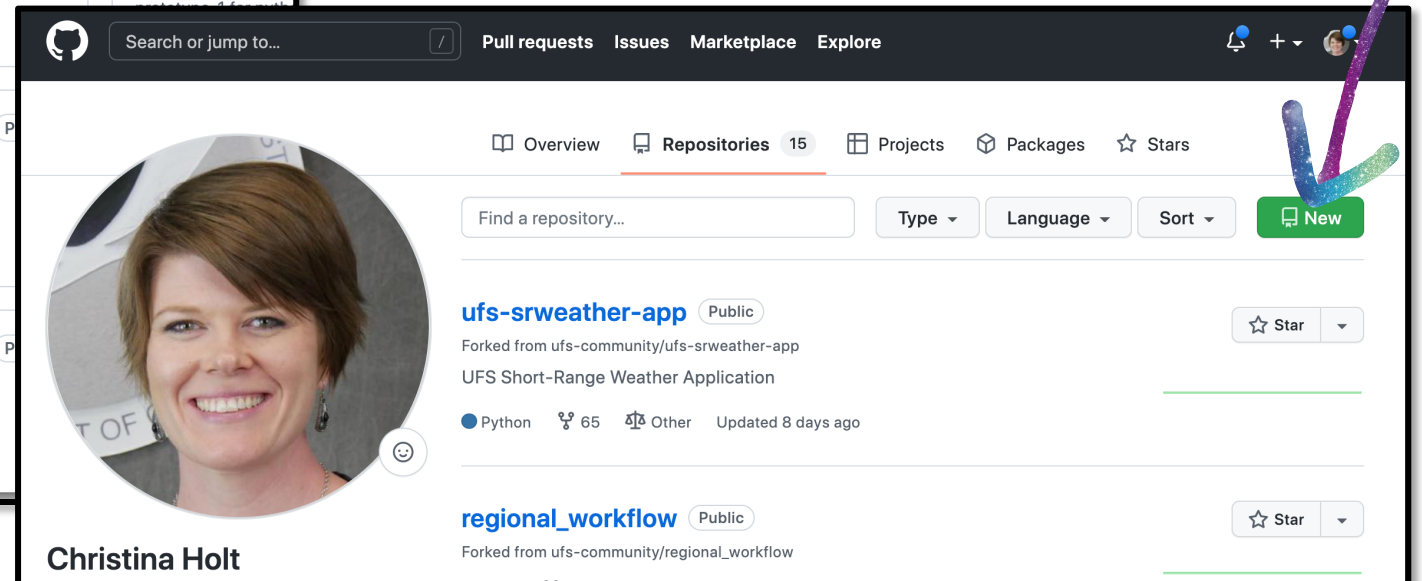 Search or jump to... /
Pull requests Issues Marketplace Explore
Overview Repositories 15 Projects Packages Stars
Find a repository... Type Language Sort New
ufs-srweather-app Public
Star
Forked from ufs-community/ufs-srweather-app
UFS Short-Range Weather Application
Python 65 Other Updated 8 days ago
regional_workflow Public
Star
Forked from ufs-community/regional_workflow
Christina Holt
T OF
P
P